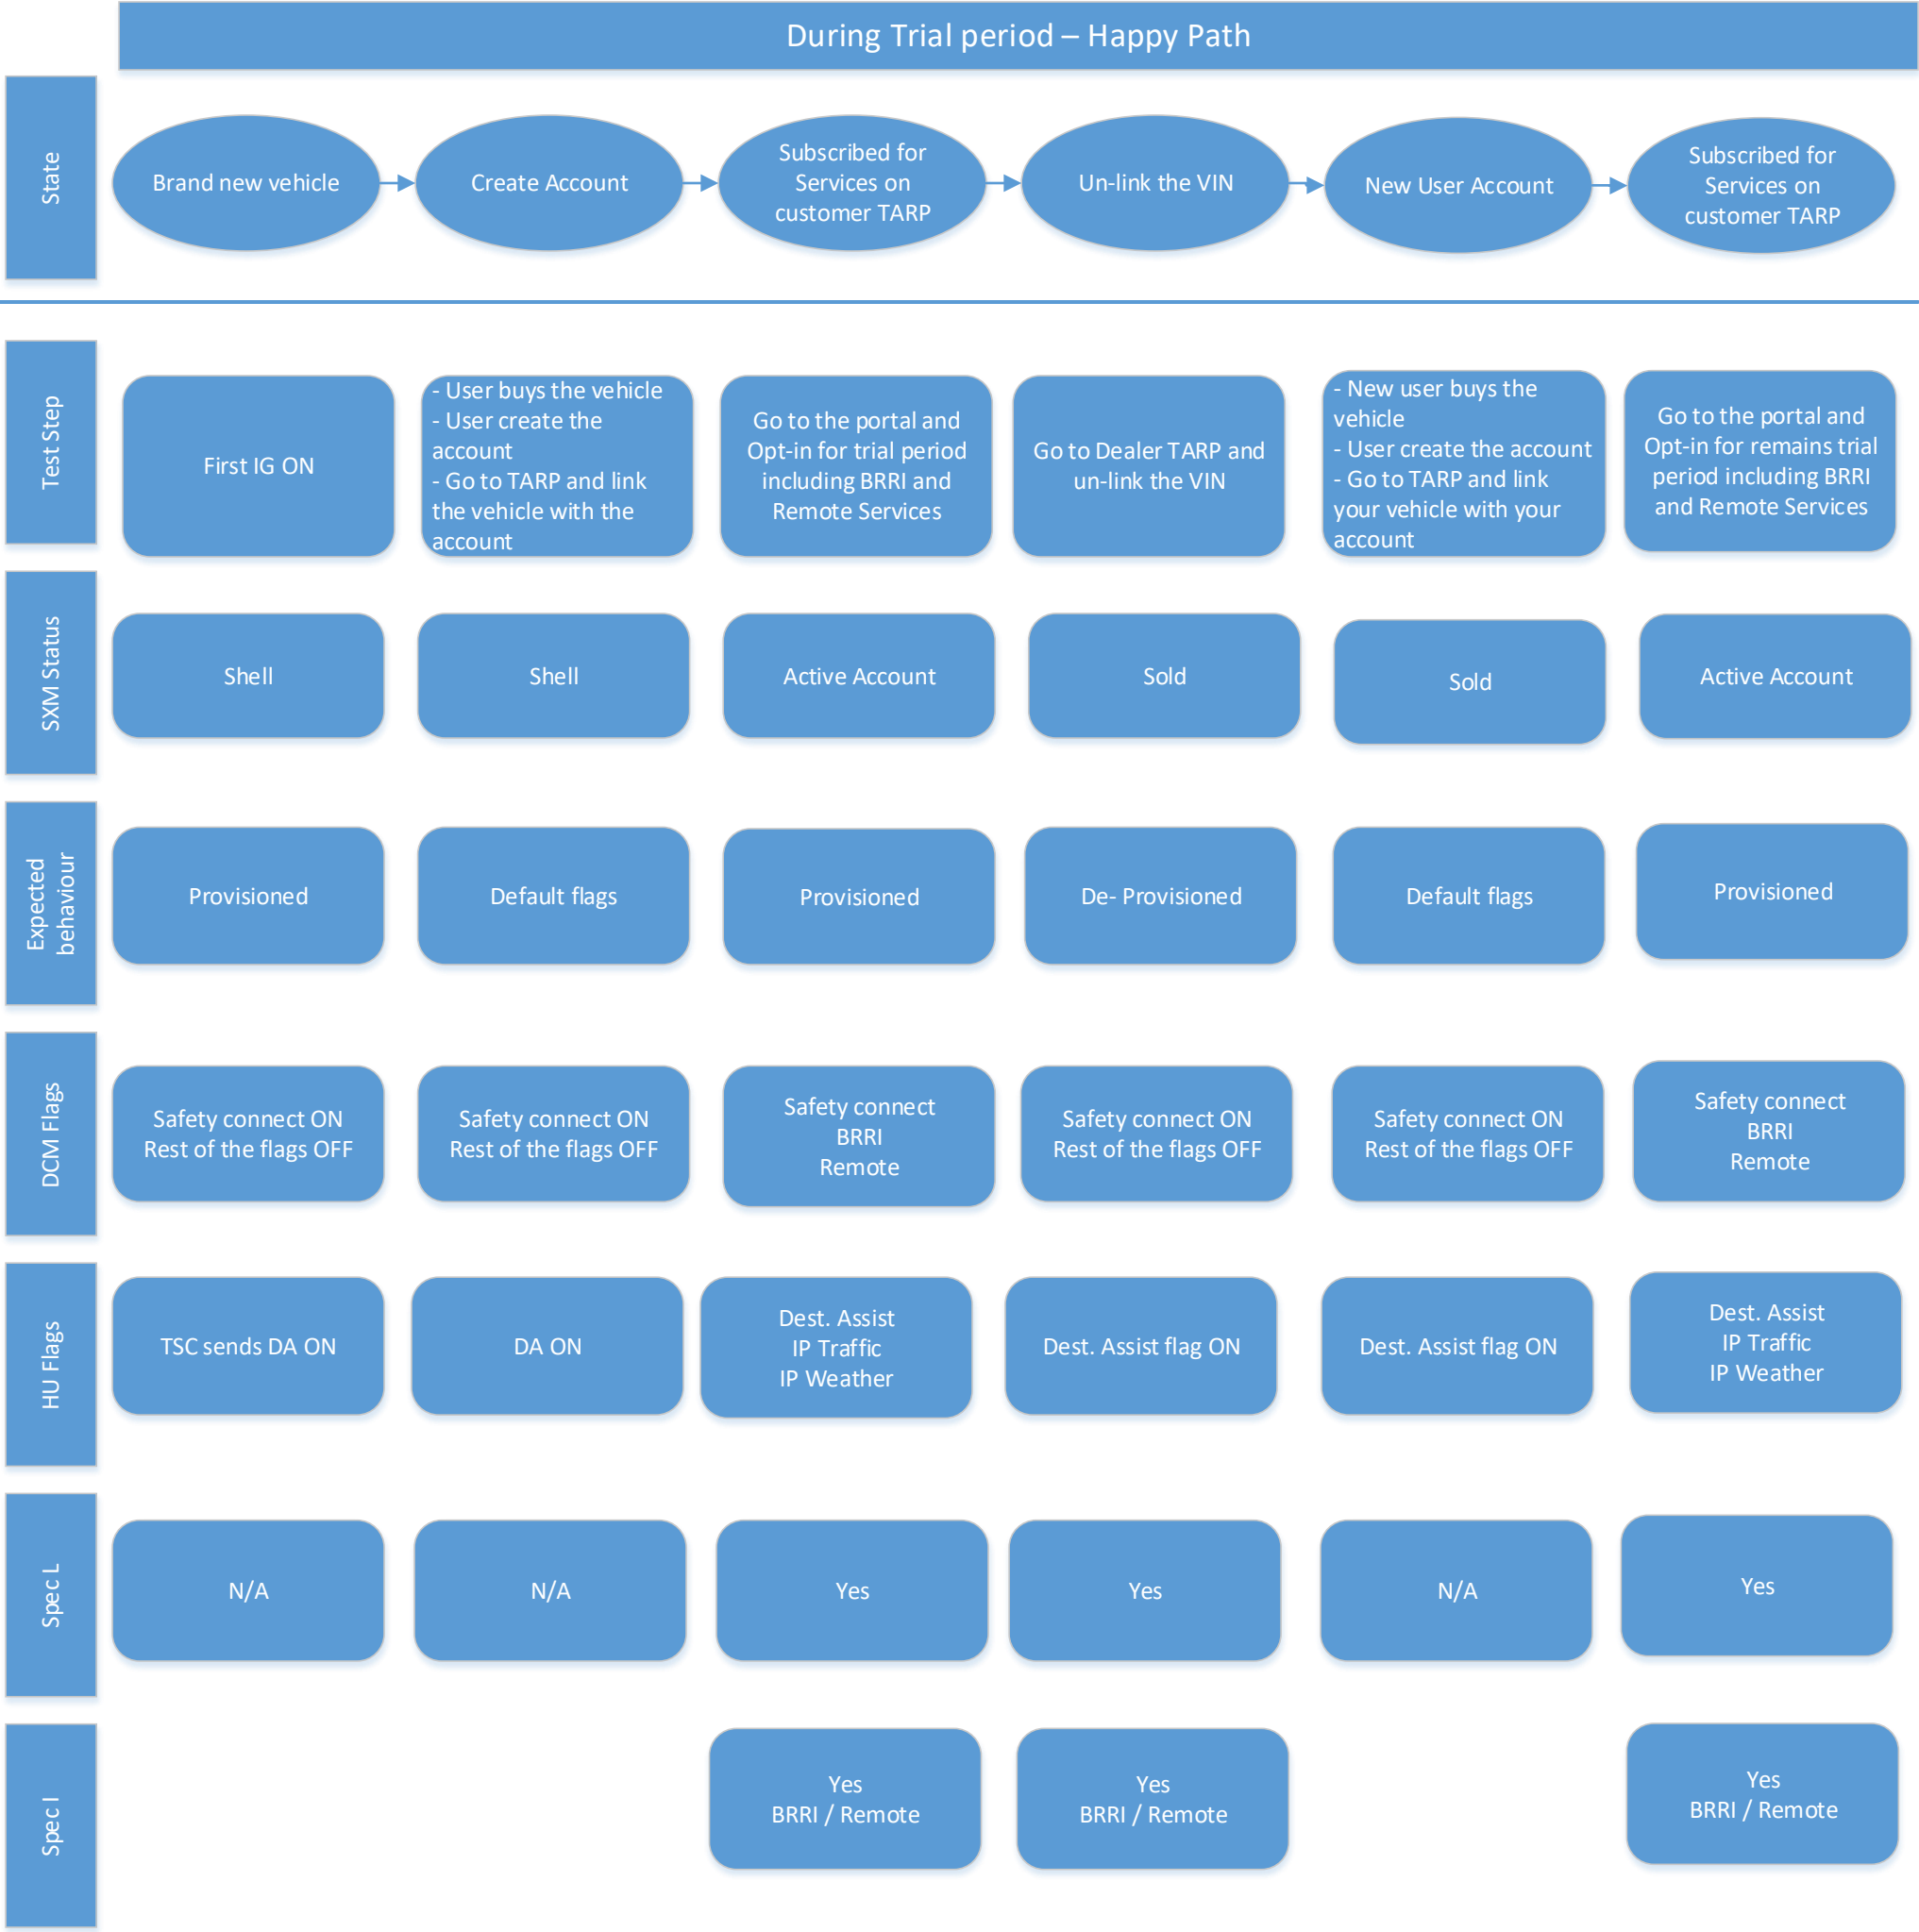 During Trial period – Happy Path
State
Brand new vehicle
Create Account
Subscribed for
Services on
customer TARP
Un-link the VIN
New User Account
Subscribed for
Services on
customer TARP
Test Step
First IG ON
- User buys the vehicle
- User create the
account
- Go to TARP and link
the vehicle with the
account
Go to the portal and
Opt-in for trial period
including BRRI and
Remote Services
Go to Dealer TARP and
un-link the VIN
- New user buys the
vehicle
- User create the account
- Go to TARP and link
your vehicle with your
account
Go to the portal and
Opt-in for remains trial
period including BRRI
and Remote Services
SXM Status
Shell
Shell
Active Account
Sold
Sold
Active Account
Expected
behaviour
Provisioned
Default flags
Provisioned
De- Provisioned
Default flags
Provisioned
DCM Flags
Safety connect ON
Rest of the flags OFF
Safety connect ON
Rest of the flags OFF
Safety connect
BRRI
Remote
Safety connect ON
Rest of the flags OFF
Safety connect ON
Rest of the flags OFF
Safety connect
BRRI
Remote
HU Flags
TSC sends DA ON
DA ON
Dest. Assist
IP Traffic
IP Weather
Dest. Assist flag ON
Dest. Assist flag ON
Dest. Assist
IP Traffic
IP Weather
Spec L
N/A
N/A
Yes
Yes
N/A
Yes
Spec I
Yes
BRRI / Remote
Yes
BRRI / Remote
Yes
BRRI / Remote